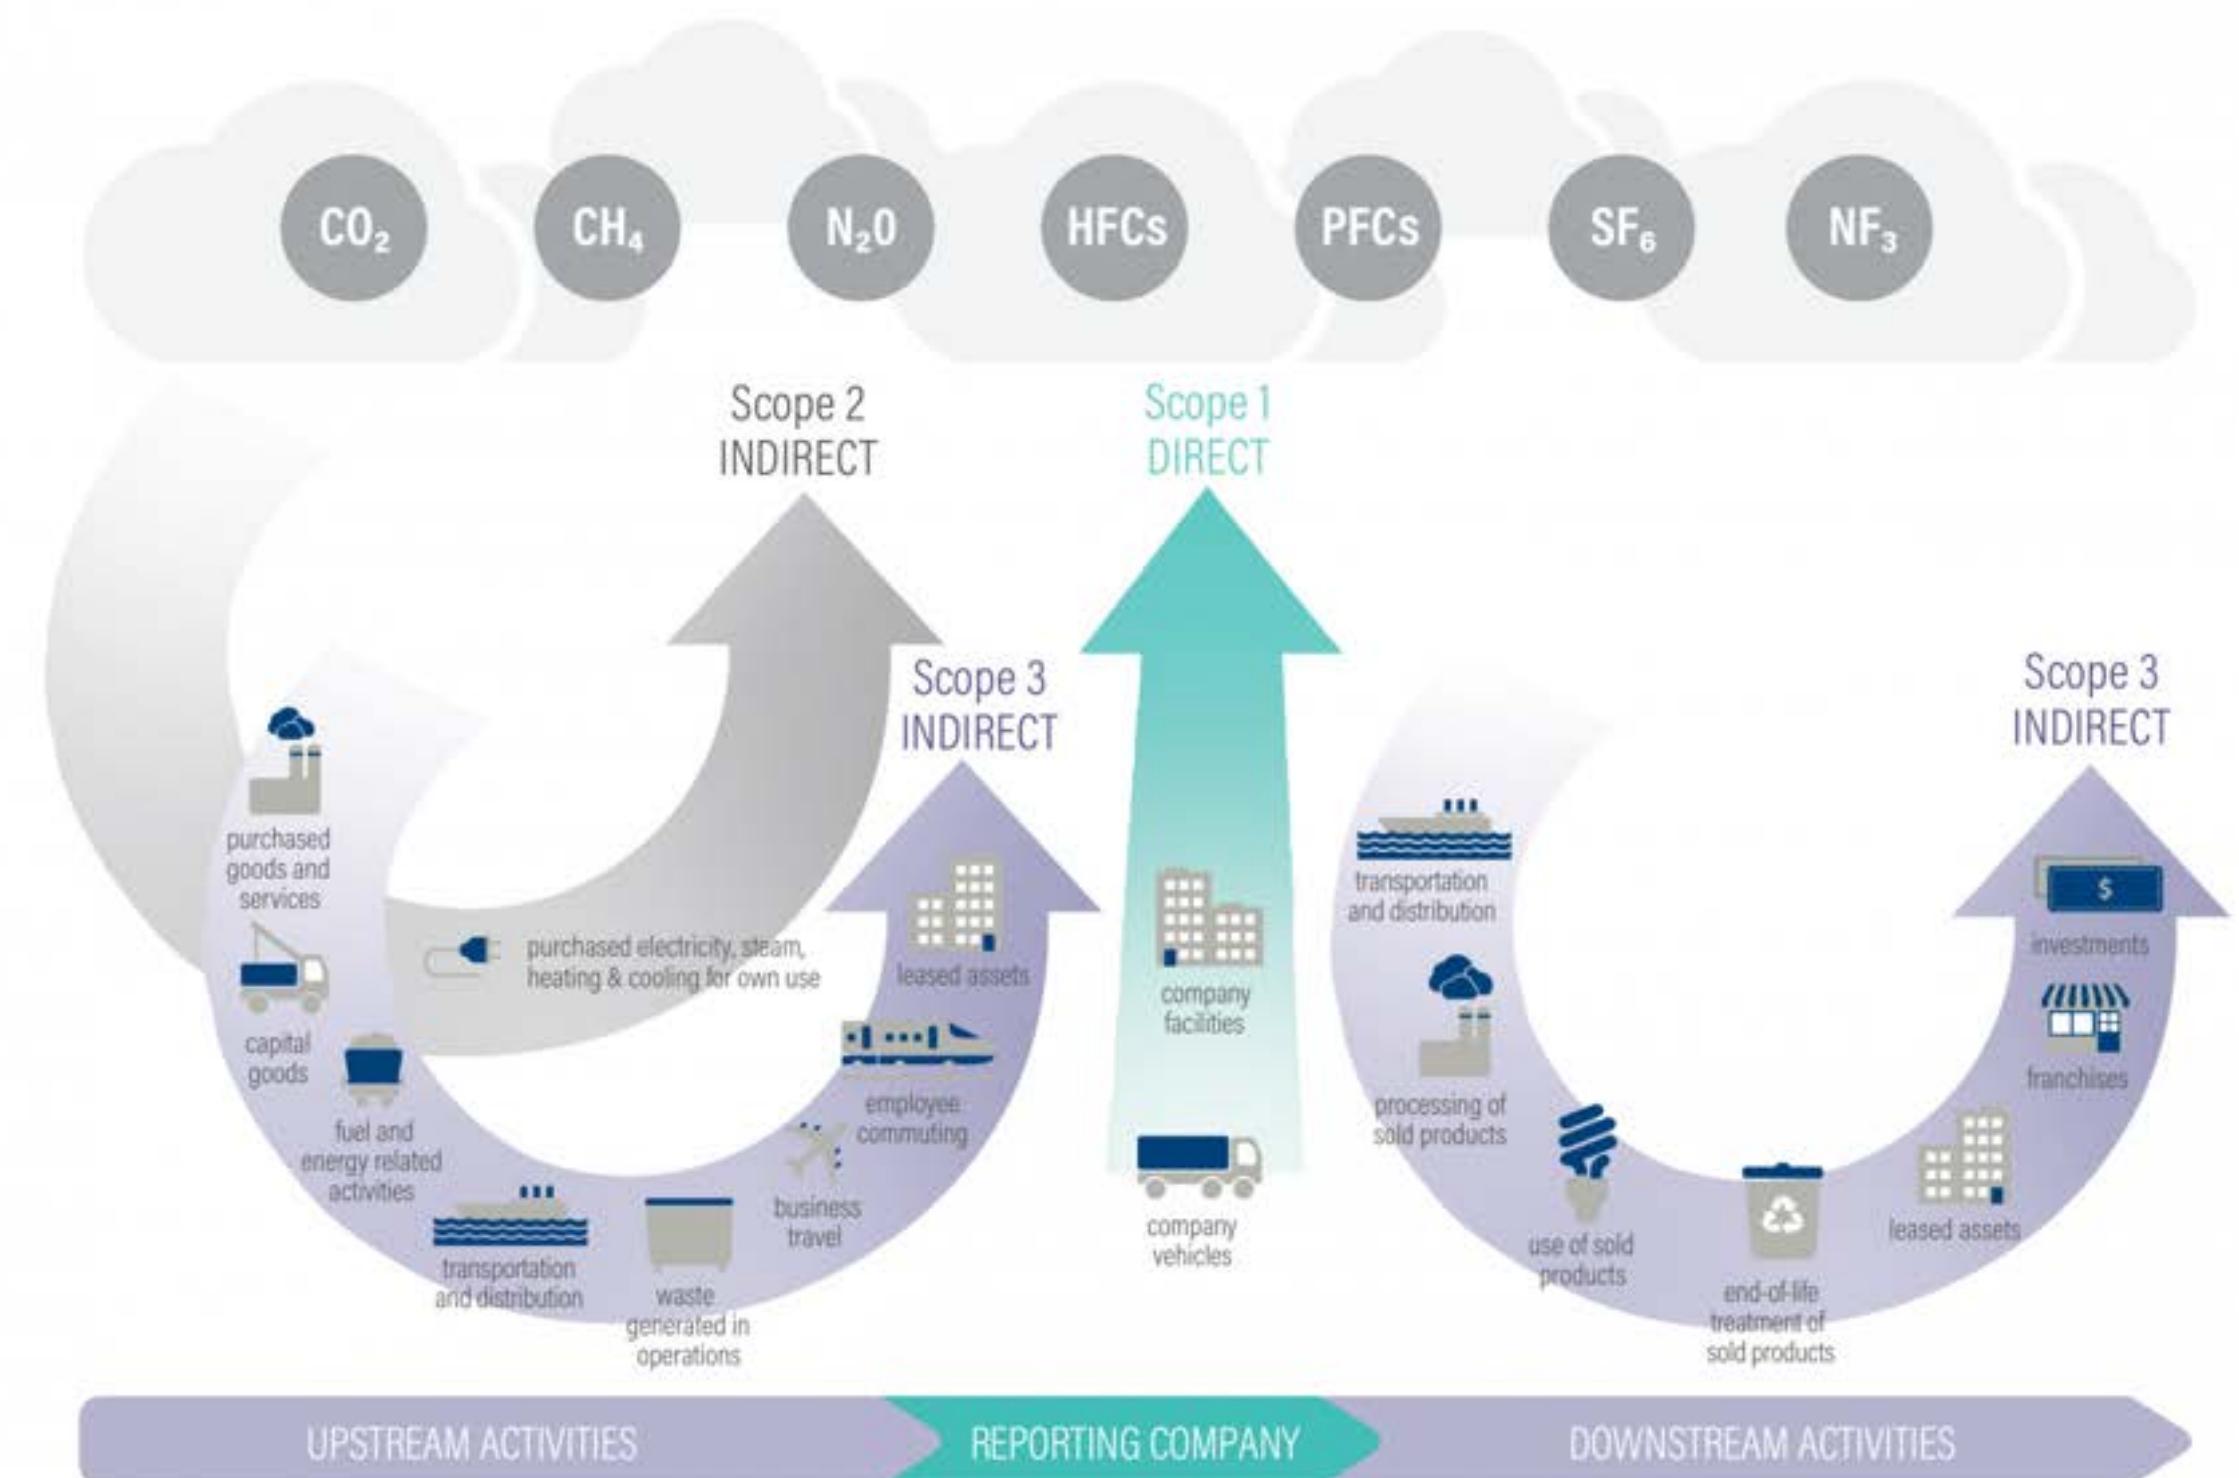 CO₂
CH₄
N₂0
HFCs
PFCs
SF₆
NF₃
Scope 2
INDIRECT
Scope 1
DIRECT
Scope 3
INDIRECT
Scope 3
INDIRECT
purchased
goods and
services
capital
goods
fuel and
energy related
activities
transportation
and distribution
waste
generated in
operations
business
travel
employee
commuting
leased assets
purchased electricity, steam,
heating & cooling for own use
company
facilities
company
vehicles
transportation
and distribution
processing of
sold products
use of sold
products
end-of-life
treatment of
sold products
leased assets
franchises
investments
$
UPSTREAM ACTIVITIES
REPORTING COMPANY
DOWNSTREAM ACTIVITIES